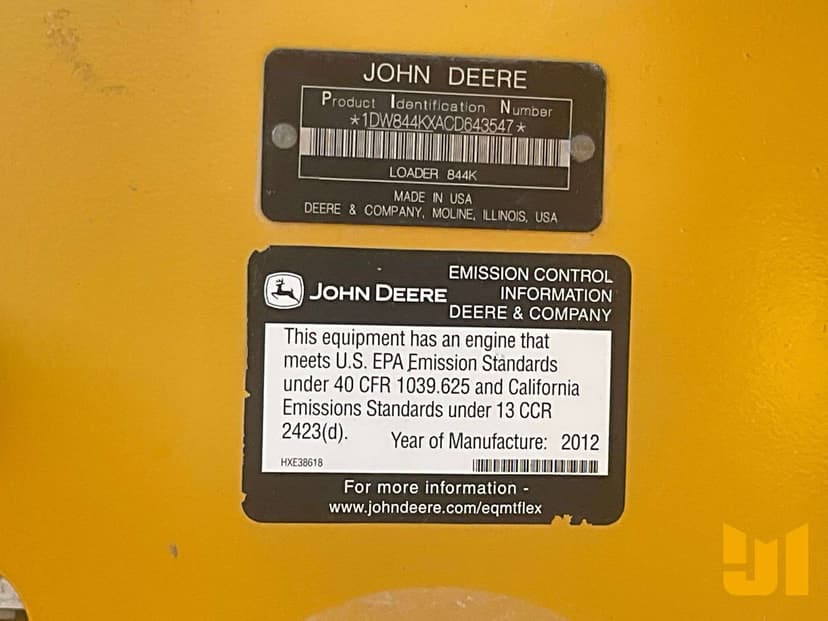 JOHN DEERE
Product Identification Number
*1DW844KXACD643547*
LOADER 844K
MADE IN USA
DEERE & COMPANY, MOLINE, ILLINOIS, USA
JOHN DEERE
EMISSION CONTROL
INFORMATION
DEERE & COMPANY
This equipment has an engine that
meets U.S. EPA Emission Standards
under 40 CFR 1039.625 and California
Emissions Standards under 13 CCR
2423(d).
Year of Manufacture: 2012
HXE38618
For more information -
www.johndeere.com/eqmtflex